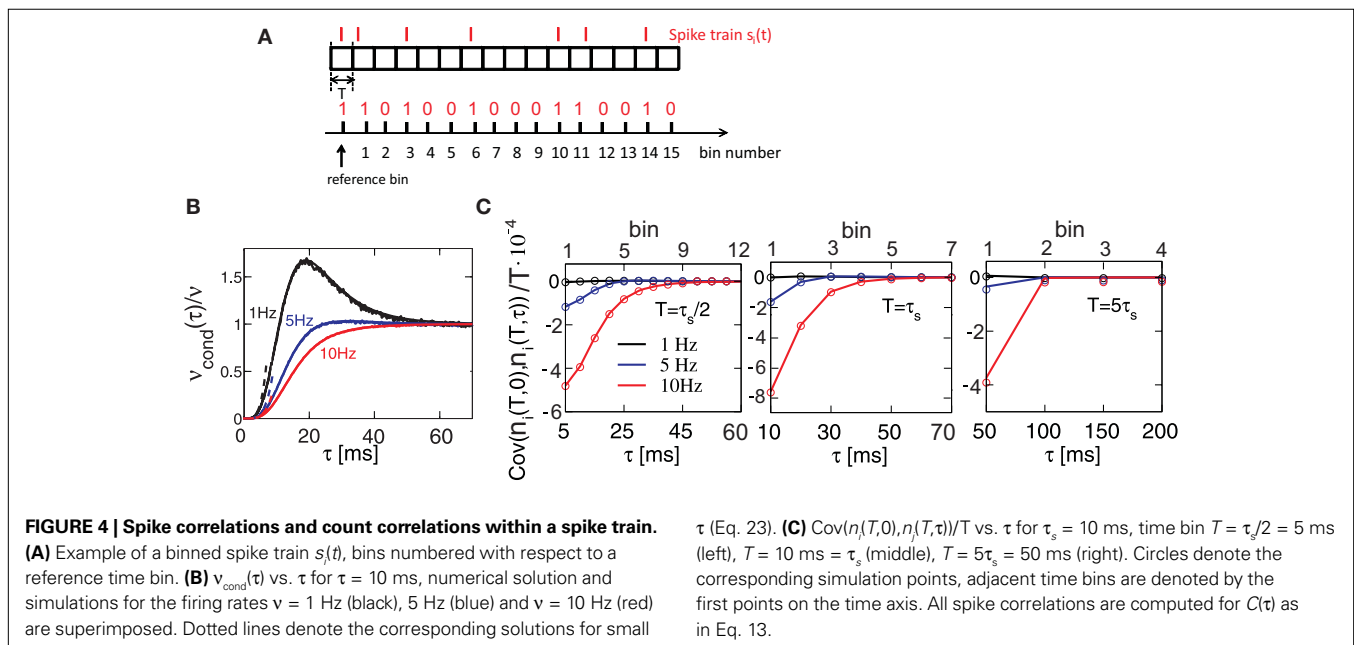 A
Spike train s_i(t)
T
1 1 0 1 0 0 1 0 0 0 1 1 0 0 1 0
1 2 3 4 5 6 7 8 9 10 11 12 13 14 15 bin number
reference bin
B
ν_cond(τ)/ν
1.5
1
0.5
0
1Hz
5Hz
10Hz
0 20 40 60
τ [ms]
C
Cov(n_i(T,0),n_i(T,τ))/T · 10^-4
bin
1 5 9 12
0
-2
-4
-6
T=τ_s/2
1 Hz
5 Hz
10Hz
5 25 45 60
τ [ms]
bin
1 3 5 7
0
-2
-4
-6
-8
T=τ_s
10 30 50 70
τ [ms]
bin
1 2 3 4
0
-2
-4
T=5τ_s
50 100 150 200
τ [ms]
FIGURE 4 | Spike correlations and count correlations within a spike train.
(A) Example of a binned spike train s_i(t), bins numbered with respect to a
reference time bin. (B) ν_cond(τ) vs. τ for τ = 10 ms, numerical solution and
simulations for the firing rates ν = 1 Hz (black), 5 Hz (blue) and ν = 10 Hz (red)
are superimposed. Dotted lines denote the corresponding solutions for small
τ (Eq. 23). (C) Cov(n_i(T,0),n_j(T,τ))/T vs. τ for τ_s = 10 ms, time bin T = τ_s/2 = 5 ms
(left), T = 10 ms = τ_s (middle), T = 5τ_s = 50 ms (right). Circles denote the
corresponding simulation points, adjacent time bins are denoted by the
first points on the time axis. All spike correlations are computed for C(τ) as
in Eq. 13.